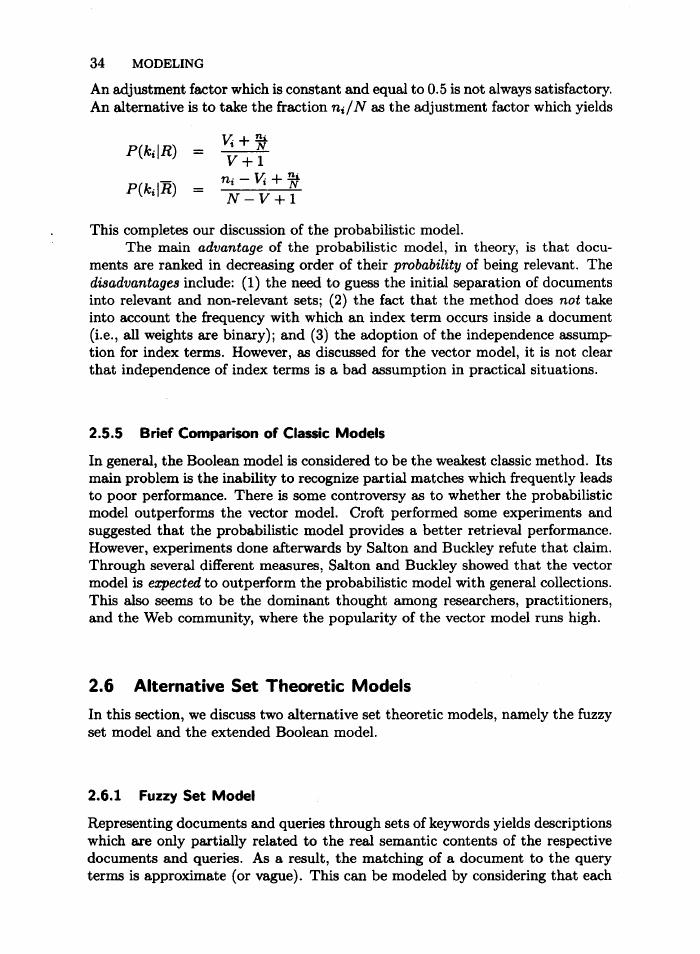 34 MODELING
An adjustment factor which is constant and equal to 0.5 is not always satisfactory.
An alternative is to take the fraction nᵢ/N as the adjustment factor which yields
P(kᵢ|R) = (Vᵢ + nᵢ/N) / (V + 1)
P(kᵢ|R̅) = (nᵢ − Vᵢ + nᵢ/N) / (N − V + 1)
This completes our discussion of the probabilistic model.
The main advantage of the probabilistic model, in theory, is that docu-
ments are ranked in decreasing order of their probability of being relevant. The
disadvantages include: (1) the need to guess the initial separation of documents
into relevant and non-relevant sets; (2) the fact that the method does not take
into account the frequency with which an index term occurs inside a document
(i.e., all weights are binary); and (3) the adoption of the independence assump-
tion for index terms. However, as discussed for the vector model, it is not clear
that independence of index terms is a bad assumption in practical situations.
2.5.5 Brief Comparison of Classic Models
In general, the Boolean model is considered to be the weakest classic method. Its
main problem is the inability to recognize partial matches which frequently leads
to poor performance. There is some controversy as to whether the probabilistic
model outperforms the vector model. Croft performed some experiments and
suggested that the probabilistic model provides a better retrieval performance.
However, experiments done afterwards by Salton and Buckley refute that claim.
Through several different measures, Salton and Buckley showed that the vector
model is expected to outperform the probabilistic model with general collections.
This also seems to be the dominant thought among researchers, practitioners,
and the Web community, where the popularity of the vector model runs high.
2.6 Alternative Set Theoretic Models
In this section, we discuss two alternative set theoretic models, namely the fuzzy
set model and the extended Boolean model.
2.6.1 Fuzzy Set Model
Representing documents and queries through sets of keywords yields descriptions
which are only partially related to the real semantic contents of the respective
documents and queries. As a result, the matching of a document to the query
terms is approximate (or vague). This can be modeled by considering that each